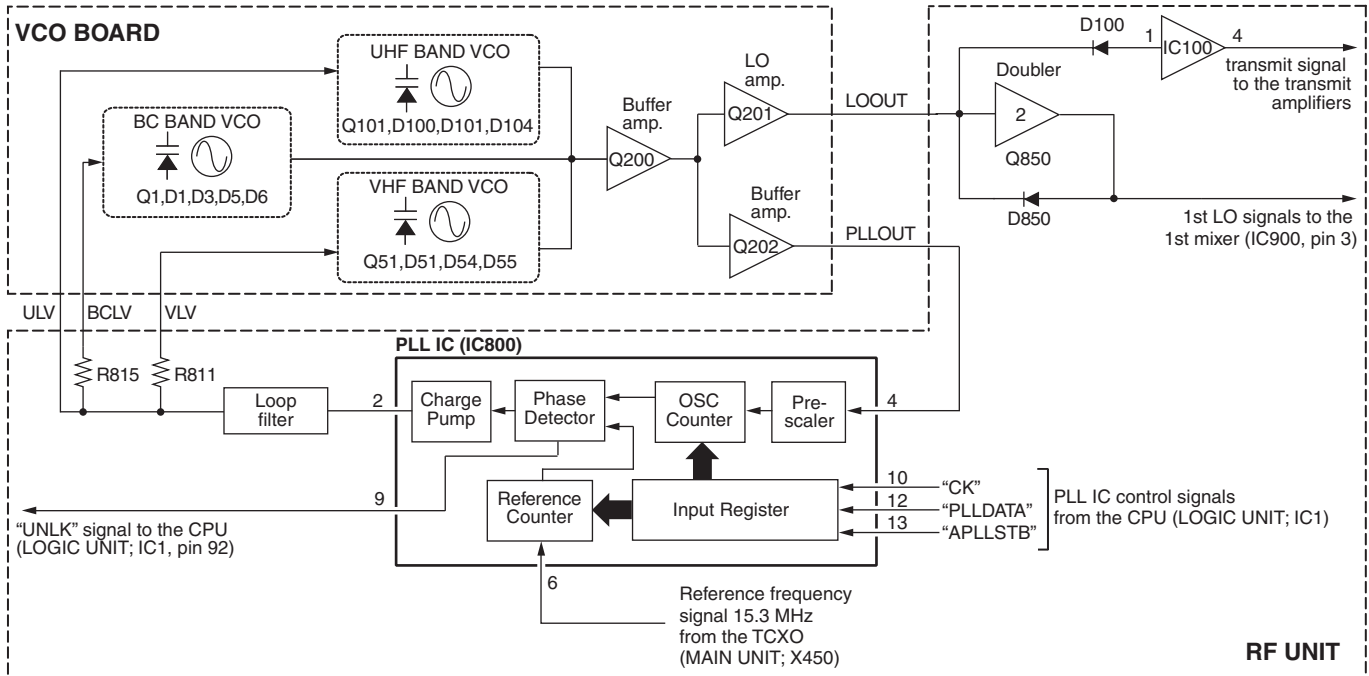 VCO BOARD
UHF BAND VCO
Q101,D100,D101,D104
BC BAND VCO
Q1,D1,D3,D5,D6
VHF BAND VCO
Q51,D51,D54,D55
Buffer
amp.
Q200
LO
amp.
Q201
Buffer
amp.
Q202
LOOUT
PLLOUT
D100
1
IC100
4
transmit signal
to the transmit
amplifiers
Doubler
2
Q850
D850
1st LO signals to the
1st mixer (IC900, pin 3)
ULV
BCLV
VLV
R815
R811
Loop
filter
PLL IC (IC800)
2
Charge
Pump
Phase
Detector
OSC
Counter
Pre-
scaler
4
9
Reference
Counter
Input Register
10
"CK"
12
"PLLDATA"
13
"APLLSTB"
PLL IC control signals
from the CPU (LOGIC UNIT; IC1)
"UNLK" signal to the CPU
(LOGIC UNIT; IC1, pin 92)
6
Reference frequency
signal 15.3 MHz
from the TCXO
(MAIN UNIT; X450)
RF UNIT